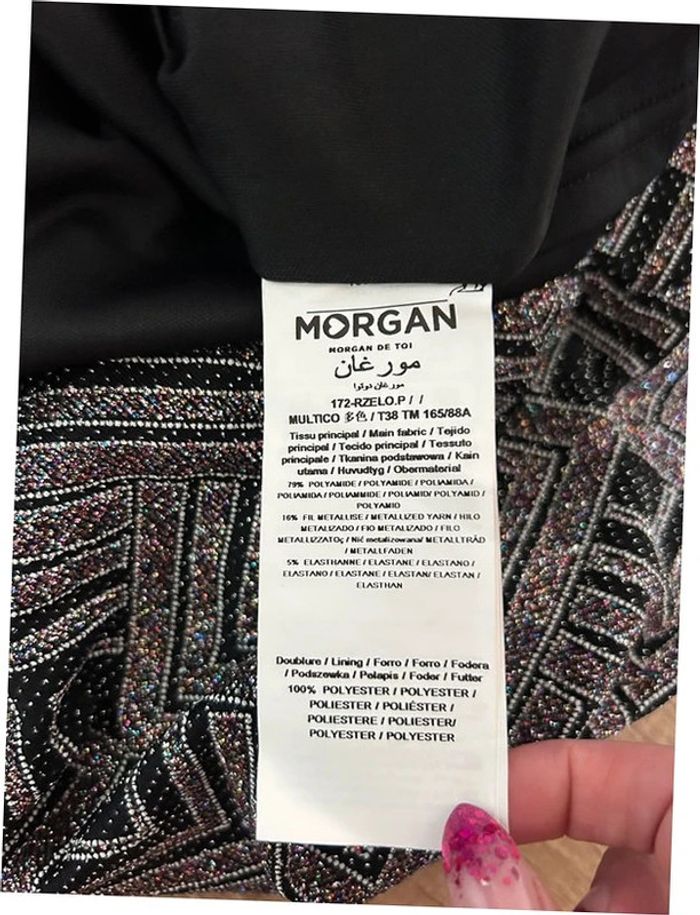 MORGAN
MORGAN DE TOI
مورغان
مورغان دوتوا
172-RZELO.P / /
MULTICO 多色 / T38 TM 165/88A
Tissu principal / Main fabric / Tejido
principal / Tecido principal / Tessuto
principale / Tkanina podstawowa / Kain
utama / Huvudtyg / Obermaterial
79% POLYAMIDE / POLYAMIDE / POLIAMIDA /
POLIAMIDA / POLIAMMIDE / POLIAMID/ POLYAMID /
POLYAMID
16% FIL METALLISE / METALLIZED YARN / HILO
METALIZADO / FIO METALIZADO / FILO
METALLIZZATOç / Nić metalizowana/ METALLTRÅD
/ METALLFADEN
5% ELASTHANNE / ELASTANE / ELASTANO /
ELASTANO / ELASTANE / ELASTAN/ ELASTAN /
ELASTHAN
Doublure / Lining / Forro / Forro / Fodera
/ Podszewka / Pelapis / Foder / Futter
100% POLYESTER / POLYESTER /
POLIESTER / POLIÉSTER /
POLIESTERE / POLIESTER/
POLYESTER / POLYESTER